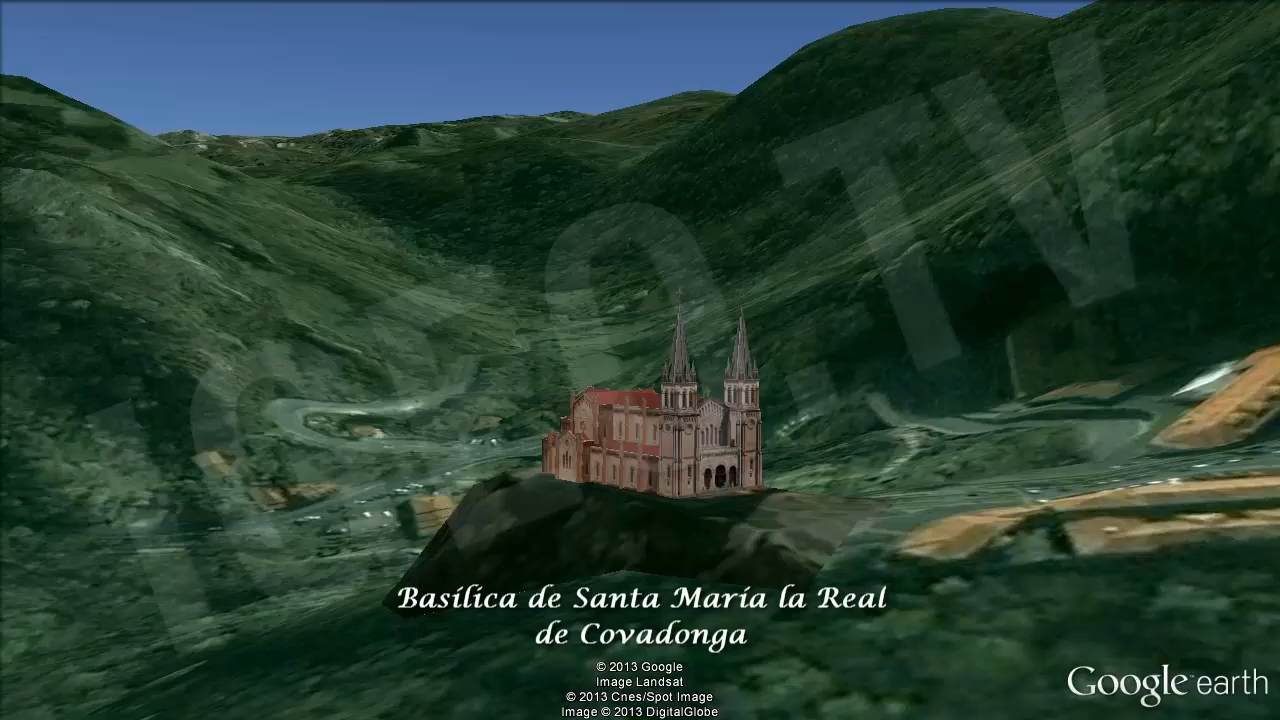 Basílica de Santa María la Real
de Covadonga
© 2013 Google
Image Landsat
© 2013 Cnes/Spot Image
Image © 2013 DigitalGlobe
Google earth